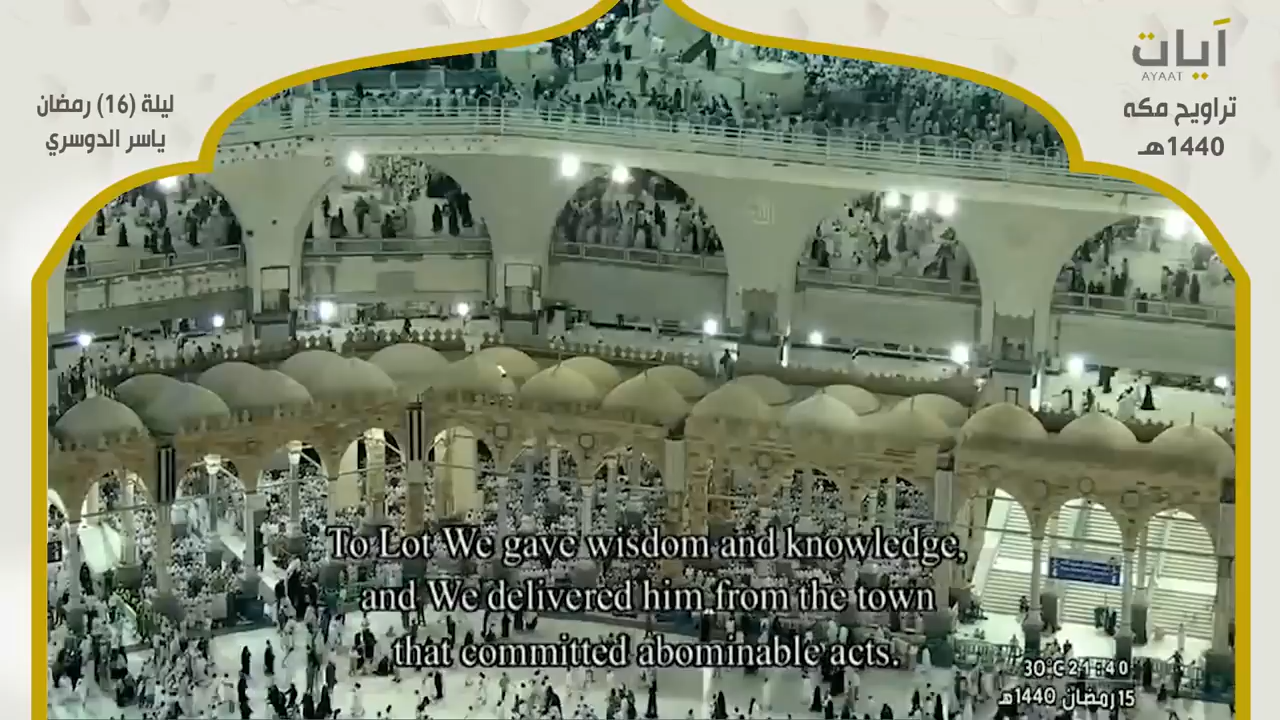 آيات
AYAAT
تراويح مكه
1440هـ
ليلة (16) رمضان
ياسر الدوسري
To Lot We gave wisdom and knowledge,
and We delivered him from the town
that committed abominable acts.
30°C 21:40
15 رمضان 1440هـ